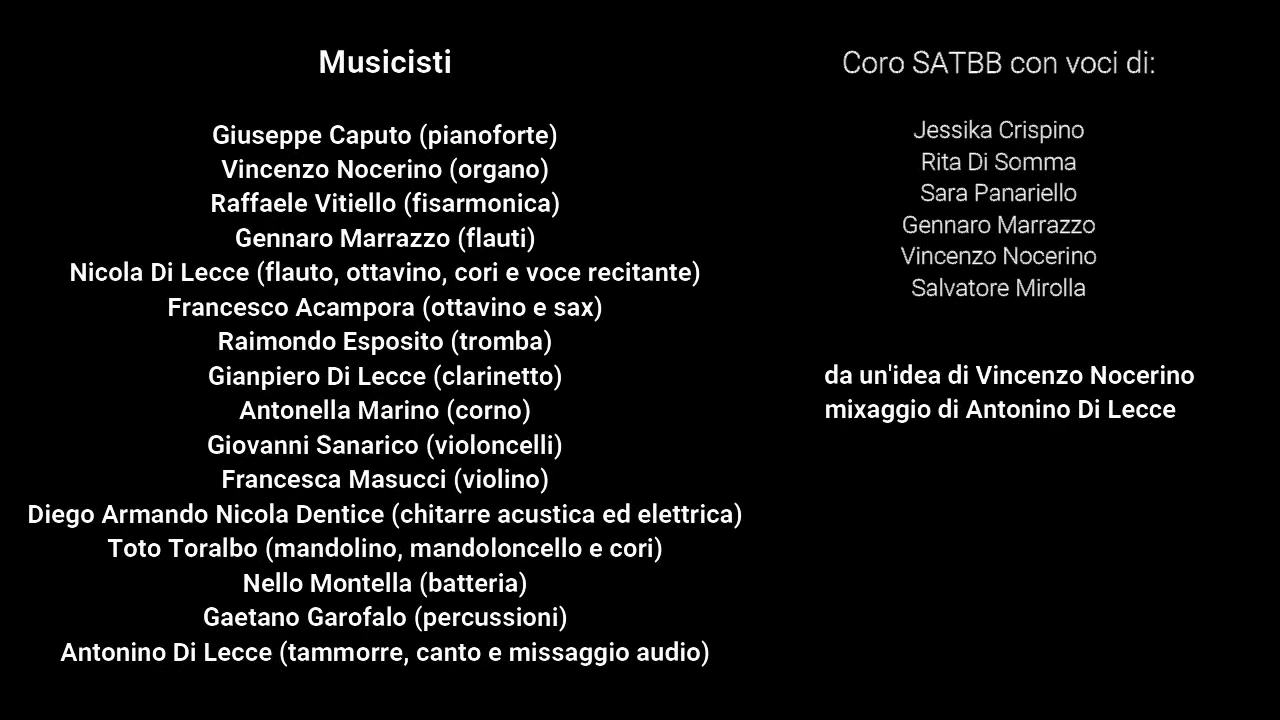 Musicisti
Giuseppe Caputo (pianoforte)
Vincenzo Nocerino (organo)
Raffaele Vitiello (fisarmonica)
Gennaro Marrazzo (flauti)
Nicola Di Lecce (flauto, ottavino, cori e voce recitante)
Francesco Acampora (ottavino e sax)
Raimondo Esposito (tromba)
Gianpiero Di Lecce (clarinetto)
Antonella Marino (corno)
Giovanni Sanarico (violoncelli)
Francesca Masucci (violino)
Diego Armando Nicola Dentice (chitarre acustica ed elettrica)
Toto Toralbo (mandolino, mandoloncello e cori)
Nello Montella (batteria)
Gaetano Garofalo (percussioni)
Antonino Di Lecce (tammorre, canto e missaggio audio)
Coro SATBB con voci di:
Jessika Crispino
Rita Di Somma
Sara Panariello
Gennaro Marrazzo
Vincenzo Nocerino
Salvatore Mirolla
da un'idea di Vincenzo Nocerino
mixaggio di Antonino Di Lecce